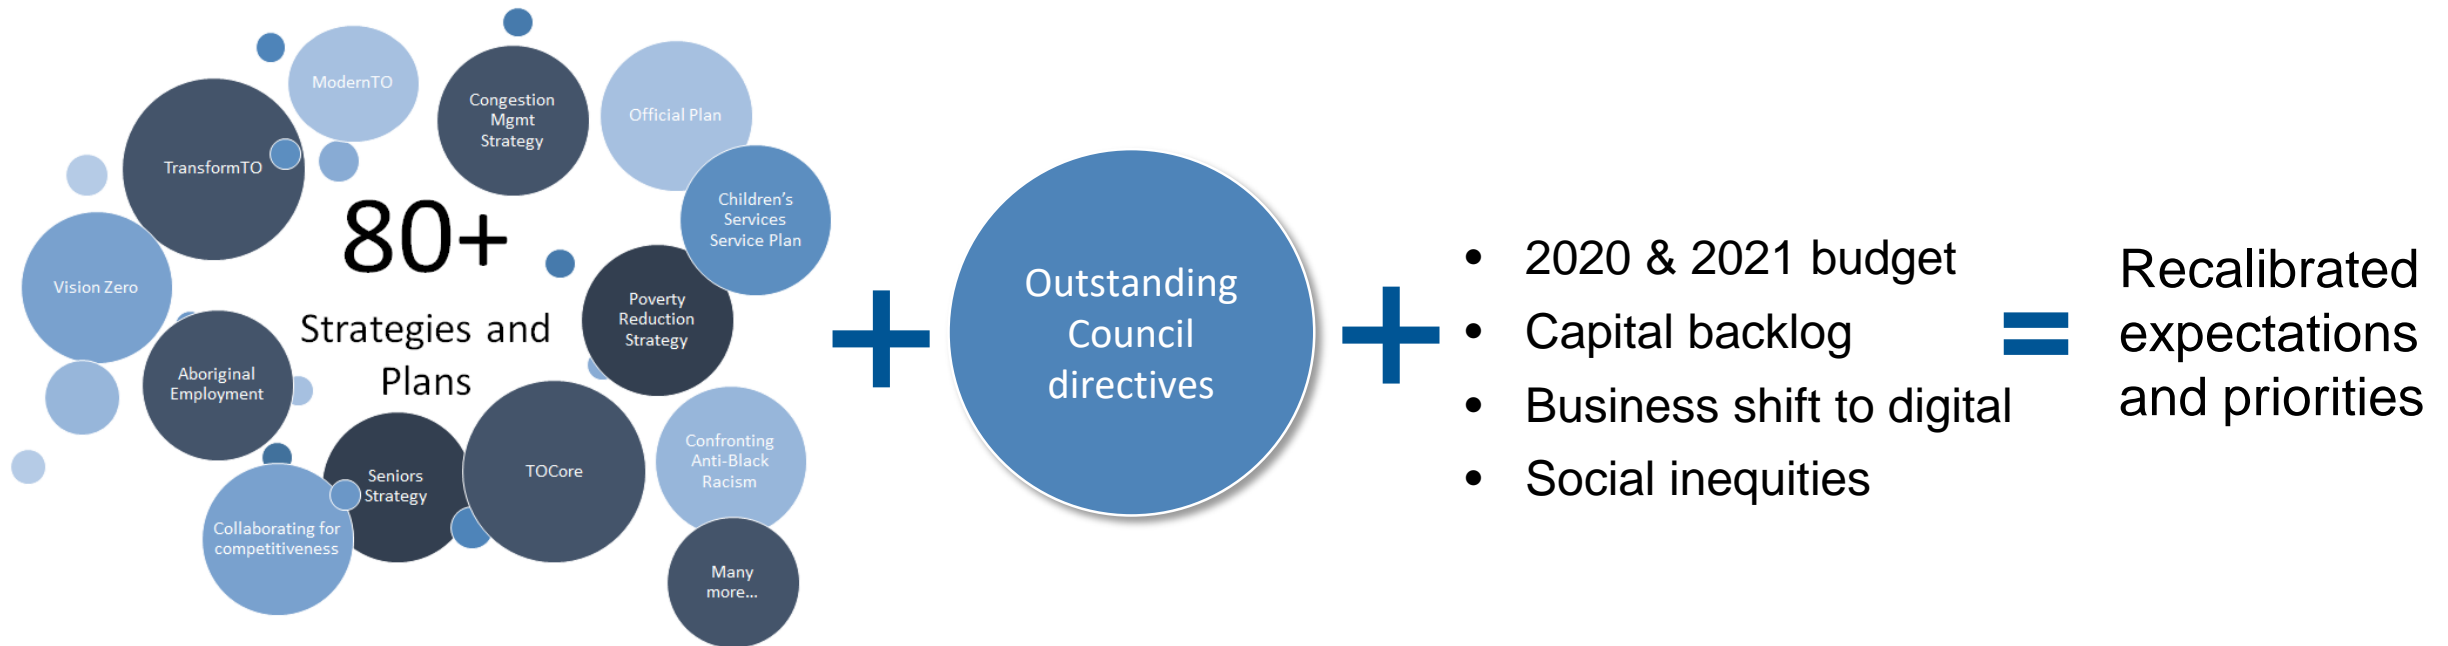 ModernTO
Congestion
Mgmt
Strategy
Official Plan
TransformTO
Children’s
Services
Service Plan
80+
Strategies and
Plans
Vision Zero
Poverty
Reduction
Strategy
Aboriginal
Employment
Confronting
Anti-Black
Racism
Seniors
Strategy
TOCore
Collaborating for
competitiveness
Many
more...
+
Outstanding
Council
directives
+
• 2020 & 2021 budget
• Capital backlog
• Business shift to digital
• Social inequities
=
Recalibrated
expectations
and priorities